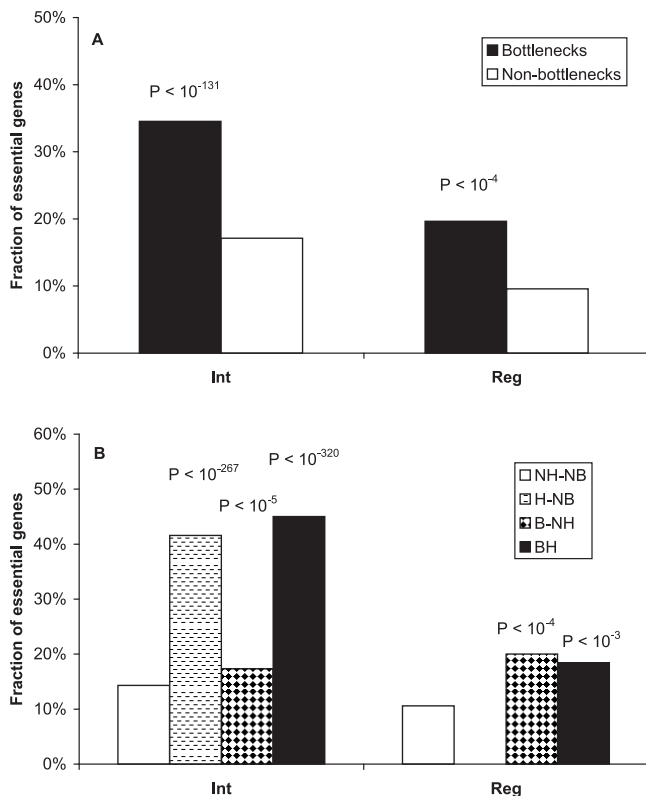 A
50%
40%
30%
20%
10%
0%
Fraction of essential genes
Bottlenecks
Non-bottlenecks
P < 10⁻¹³¹
P < 10⁻⁴
Int
Reg
B
60%
50%
40%
30%
20%
10%
0%
Fraction of essential genes
NH-NB
H-NB
B-NH
BH
P < 10⁻²⁶⁷
P < 10⁻⁵
P < 10⁻³²⁰
P < 10⁻⁴
P < 10⁻³
Int
Reg